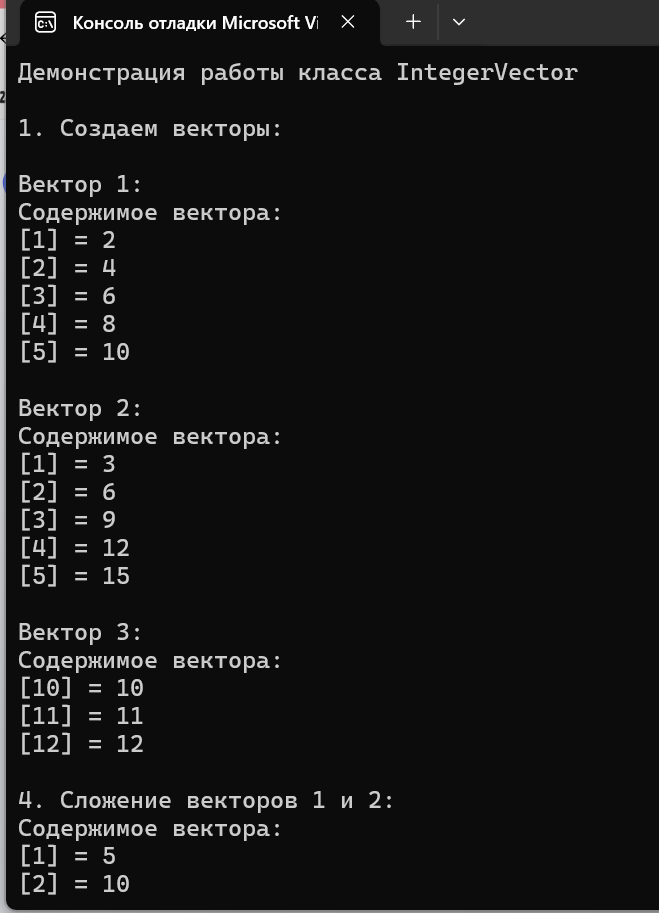 Консоль отладки Microsoft Vi
Демонстрация работы класса IntegerVector
1. Создаем векторы:
Вектор 1:
Содержимое вектора:
[1] = 2
[2] = 4
[3] = 6
[4] = 8
[5] = 10
Вектор 2:
Содержимое вектора:
[1] = 3
[2] = 6
[3] = 9
[4] = 12
[5] = 15
Вектор 3:
Содержимое вектора:
[10] = 10
[11] = 11
[12] = 12
4. Сложение векторов 1 и 2:
Содержимое вектора:
[1] = 5
[2] = 10